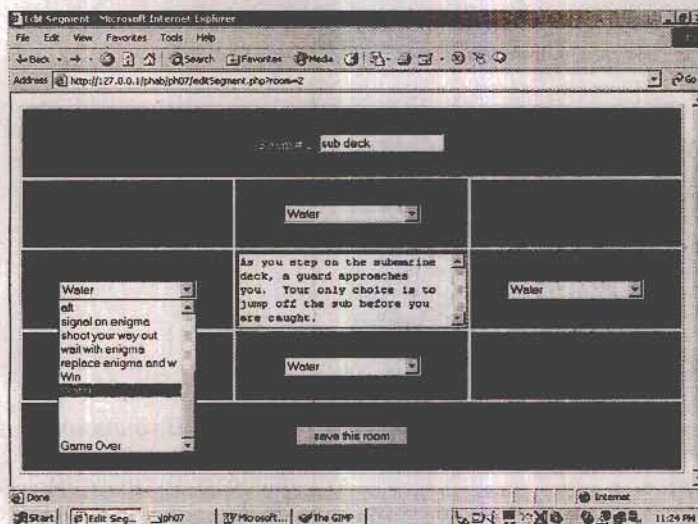 Edit Segment - Microsoft Internet Explorer
File Edit View Favorites Tools Help
Back Search Favorites Media
Address http://127.0.0.1/phab/ph07/editSegment.php?room=2 Go
sub deck
Water
As you step on the submarine
deck, a guard approaches
you. Your only choice is to
jump off the sub before you
are caught.
Water
Water
aft
signal on enigma
shoot your way out
wait with enigma
replace enigma and w
Win
Game Over
Water
save this room
Done Internet
Start Edit Seg... ph07 Microsoft... The GIMP 11:24 PM